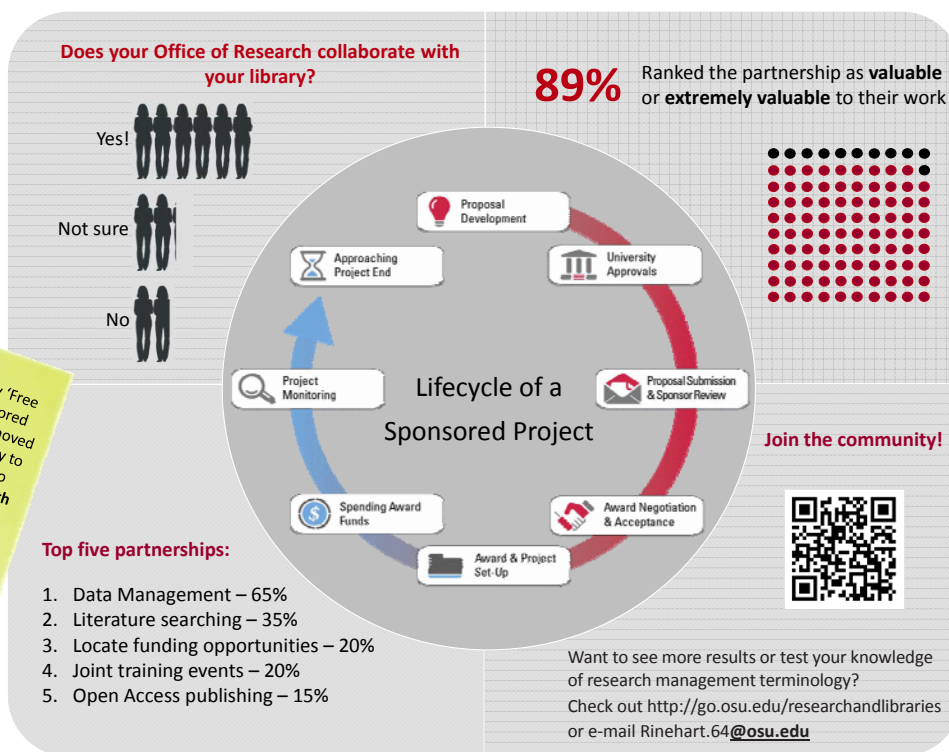 Does your Office of Research collaborate with
your library?
Yes!
Not sure
No
89%
Ranked the partnership as valuable
or extremely valuable to their work
Lifecycle of a
Sponsored Project
Proposal
Development
University
Approvals
Proposal Submission
& Sponsor Review
Award Negotiation
& Acceptance
Award & Project
Set-Up
Spending Award
Funds
Project
Monitoring
Approaching
Project End
'Free
to
Top five partnerships:
1. Data Management – 65%
2. Literature searching – 35%
3. Locate funding opportunities – 20%
4. Joint training events – 20%
5. Open Access publishing – 15%
Join the community!
Want to see more results or test your knowledge
of research management terminology?
Check out http://go.osu.edu/researchandlibraries
or e-mail Rinehart.64@osu.edu